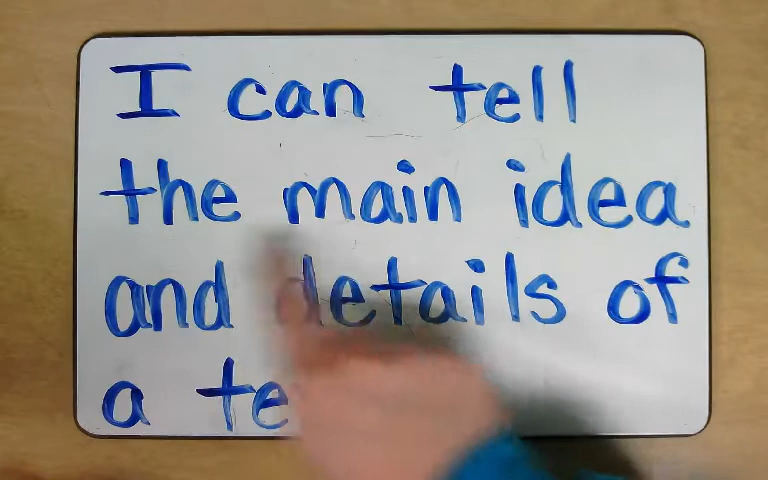 I can tell
the main idea
and details of
a